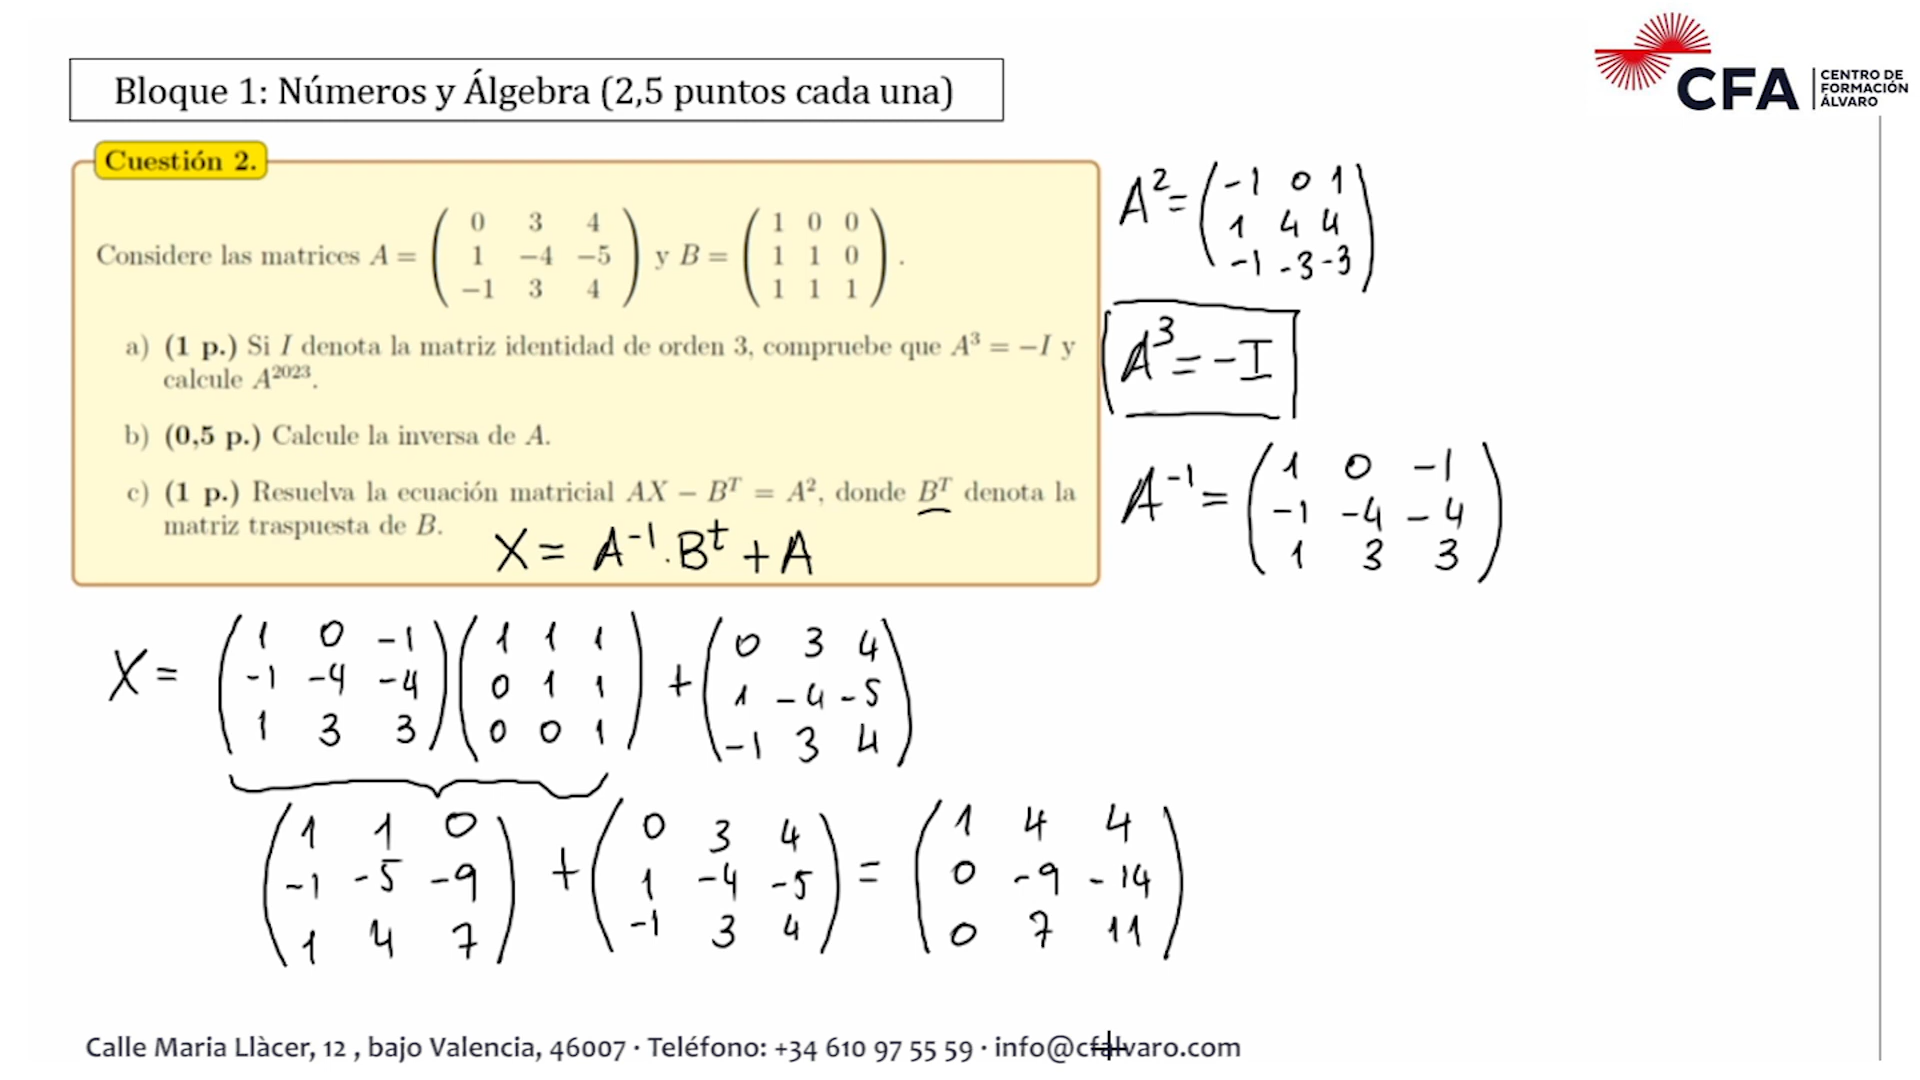 CFA CENTRO DE
FORMACIÓN
ÁLVARO
Bloque 1: Números y Álgebra (2,5 puntos cada una)
Cuestión 2.
Considere las matrices A = ( 0 3 4 ; 1 −4 −5 ; −1 3 4 ) y B = ( 1 0 0 ; 1 1 0 ; 1 1 1 ).
a) (1 p.) Si I denota la matriz identidad de orden 3, compruebe que A³ = −I y
calcule A²⁰²³.
b) (0,5 p.) Calcule la inversa de A.
c) (1 p.) Resuelva la ecuación matricial AX − Bᵀ = A², donde Bᵀ denota la
matriz traspuesta de B.
X = A⁻¹·Bᵗ + A
A² = ( -1 0 1 ; 1 4 4 ; -1 -3 -3 )
A³ = -I
A⁻¹ = ( 1 0 -1 ; -1 -4 -4 ; 1 3 3 )
X = ( 1 0 -1 ; -1 -4 -4 ; 1 3 3 ) ( 1 1 1 ; 0 1 1 ; 0 0 1 ) + ( 0 3 4 ; 1 -4 -5 ; -1 3 4 )
( 1 1 0 ; -1 -5 -9 ; 1 4 7 ) + ( 0 3 4 ; 1 -4 -5 ; -1 3 4 ) = ( 1 4 4 ; 0 -9 -14 ; 0 7 11 )
Calle Maria Llàcer, 12 , bajo Valencia, 46007 · Teléfono: +34 610 97 55 59 · info@cfalvaro.com